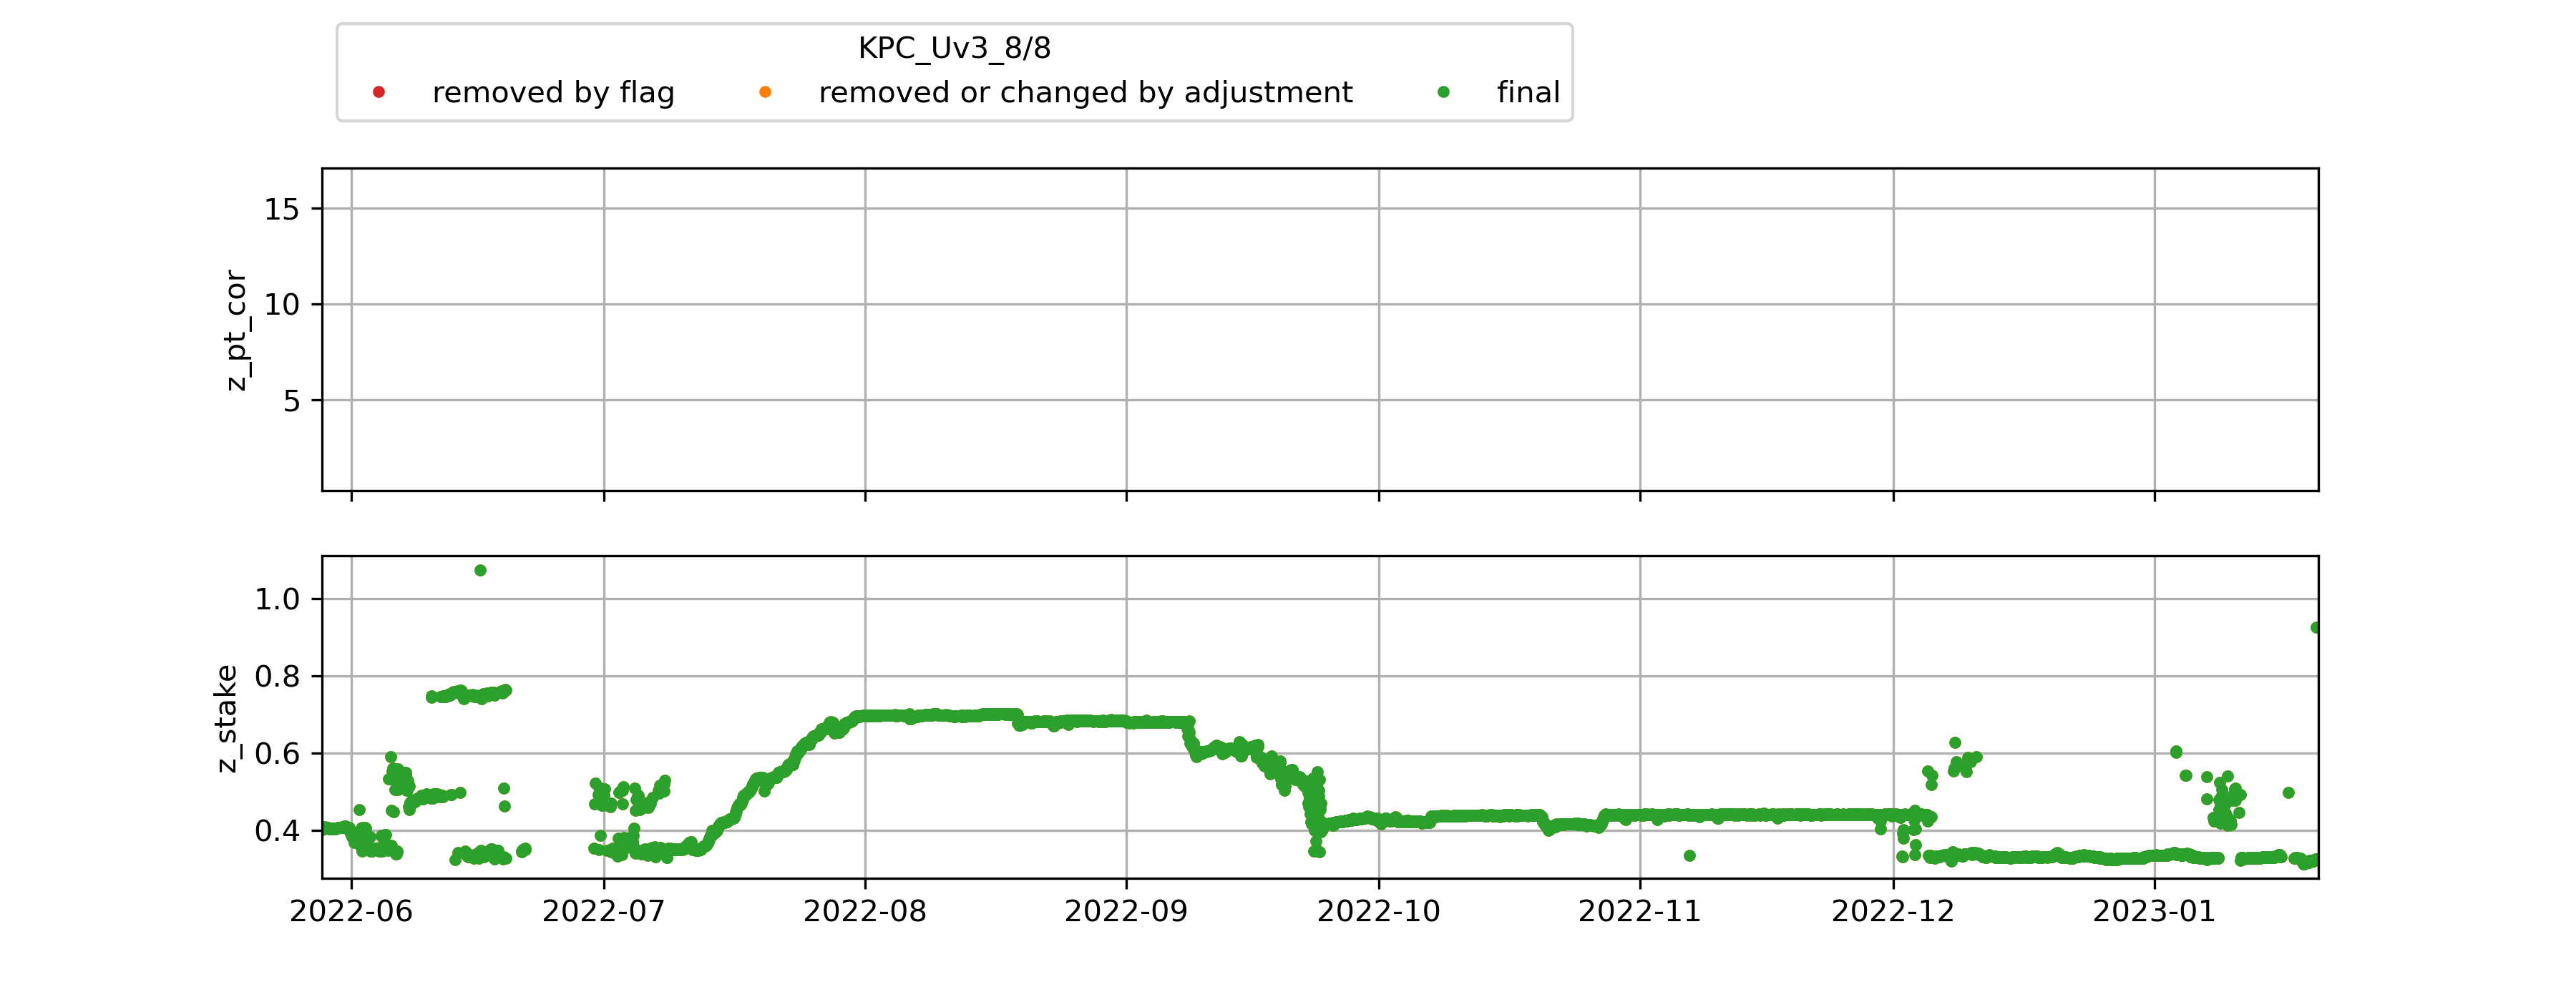 KPC_Uv3_8/8
removed by flag removed or changed by adjustment final
15
10
5
z_pt_cor
1.0
0.8
0.6
0.4
z_stake
2022-06 2022-07 2022-08 2022-09 2022-10 2022-11 2022-12 2023-01